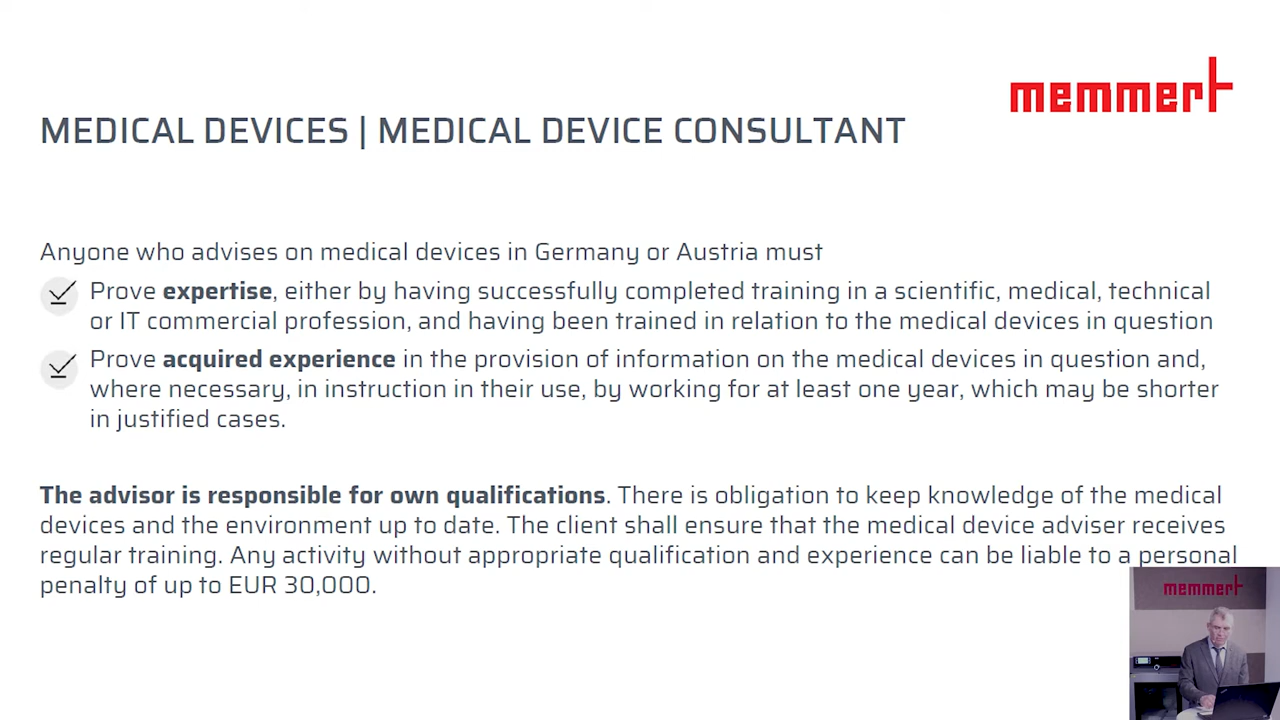 memmert
MEDICAL DEVICES | MEDICAL DEVICE CONSULTANT
Anyone who advises on medical devices in Germany or Austria must
Prove expertise, either by having successfully completed training in a scientific, medical, technical
or IT commercial profession, and having been trained in relation to the medical devices in question
Prove acquired experience in the provision of information on the medical devices in question and,
where necessary, in instruction in their use, by working for at least one year, which may be shorter
in justified cases.
The advisor is responsible for own qualifications. There is obligation to keep knowledge of the medical
devices and the environment up to date. The client shall ensure that the medical device adviser receives
regular training. Any activity without appropriate qualification and experience can be liable to a personal
penalty of up to EUR 30,000.
memmert